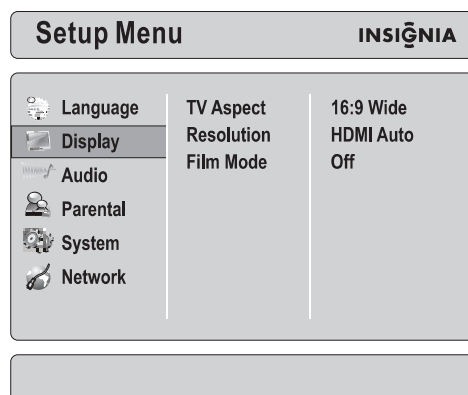 Setup Menu INSIGNIA
Language TV Aspect 16:9 Wide
Display Resolution HDMI Auto
Audio Film Mode Off
Parental
System
Network